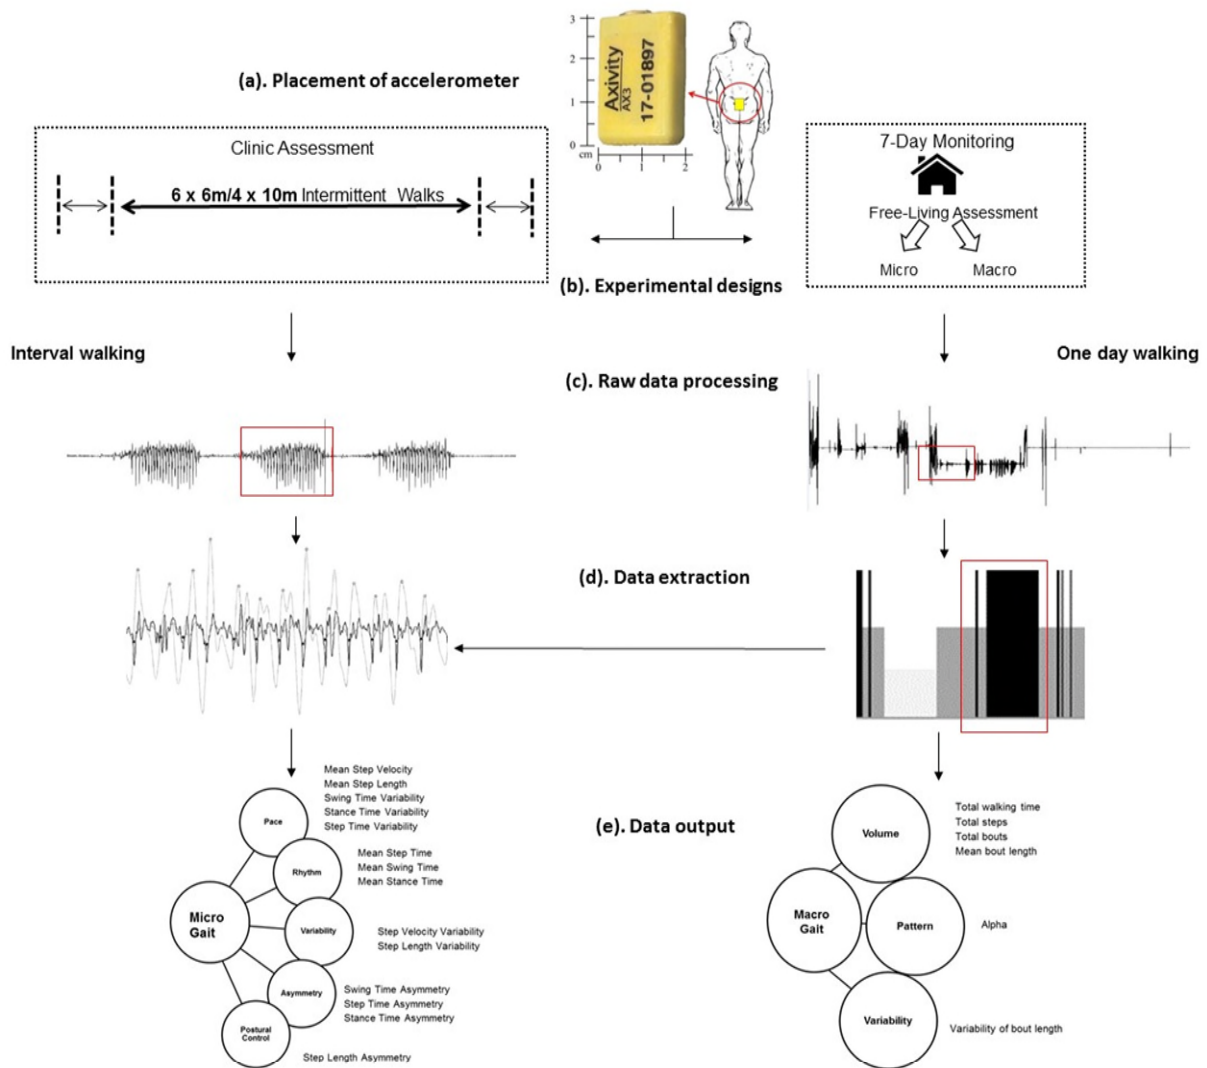 (a). Placement of accelerometer
3
2
1
0
cm
0
1
2
Axivity
AX3
17-01897
Clinic Assessment
6 x 6m/4 x 10m Intermittent Walks
7-Day Monitoring
Free-Living Assessment
Micro
Macro
(b). Experimental designs
Interval walking
One day walking
(c). Raw data processing
(d). Data extraction
(e). Data output
Micro
Gait
Pace
Mean Step Velocity
Mean Step Length
Swing Time Variability
Stance Time Variability
Step Time Variability
Rhythm
Mean Step Time
Mean Swing Time
Mean Stance Time
Variability
Step Velocity Variability
Step Length Variability
Asymmetry
Swing Time Asymmetry
Step Time Asymmetry
Stance Time Asymmetry
Postural
Control
Step Length Asymmetry
Macro
Gait
Volume
Total walking time
Total steps
Total bouts
Mean bout length
Pattern
Alpha
Variability
Variability of bout length